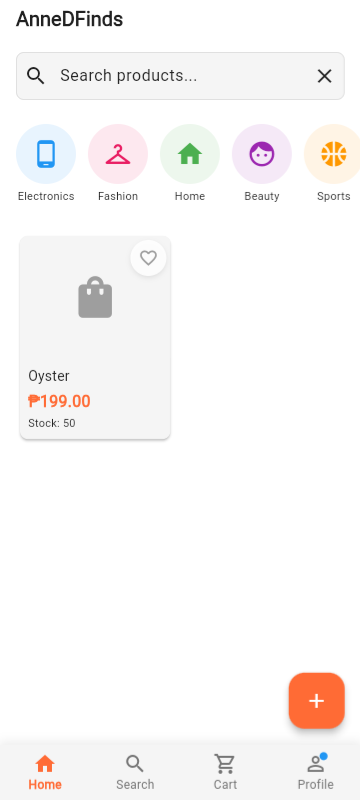 AnneDFinds
Search products...
Electronics Fashion Home Beauty Sports
Oyster
₱199.00
Stock: 50
+
Home Search Cart Profile